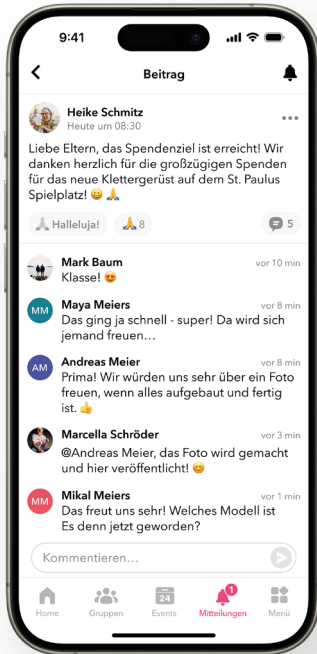 9:41
Beitrag
Heike Schmitz
Heute um 08:30
Liebe Eltern, das Spendenziel ist erreicht! Wir
danken herzlich für die großzügigen Spenden
für das neue Klettergerüst auf dem St. Paulus
Spielplatz! 😀 🙏
🙏 Halleluja! 🙏 8 5
Mark Baum vor 10 min
Klasse! 😍
MM Maya Meiers vor 8 min
Das ging ja schnell - super! Da wird sich
jemand freuen…
AM Andreas Meier vor 8 min
Prima! Wir würden uns sehr über ein Foto
freuen, wenn alles aufgebaut und fertig
ist. 👍
Marcella Schröder vor 3 min
@Andreas Meier, das Foto wird gemacht
und hier veröffentlicht! 😊
MM Mikal Meiers vor 1 min
Das freut uns sehr! Welches Modell ist
Es denn jetzt geworden?
Kommentieren…
24 1
Home Gruppen Events Mitteilungen Menü